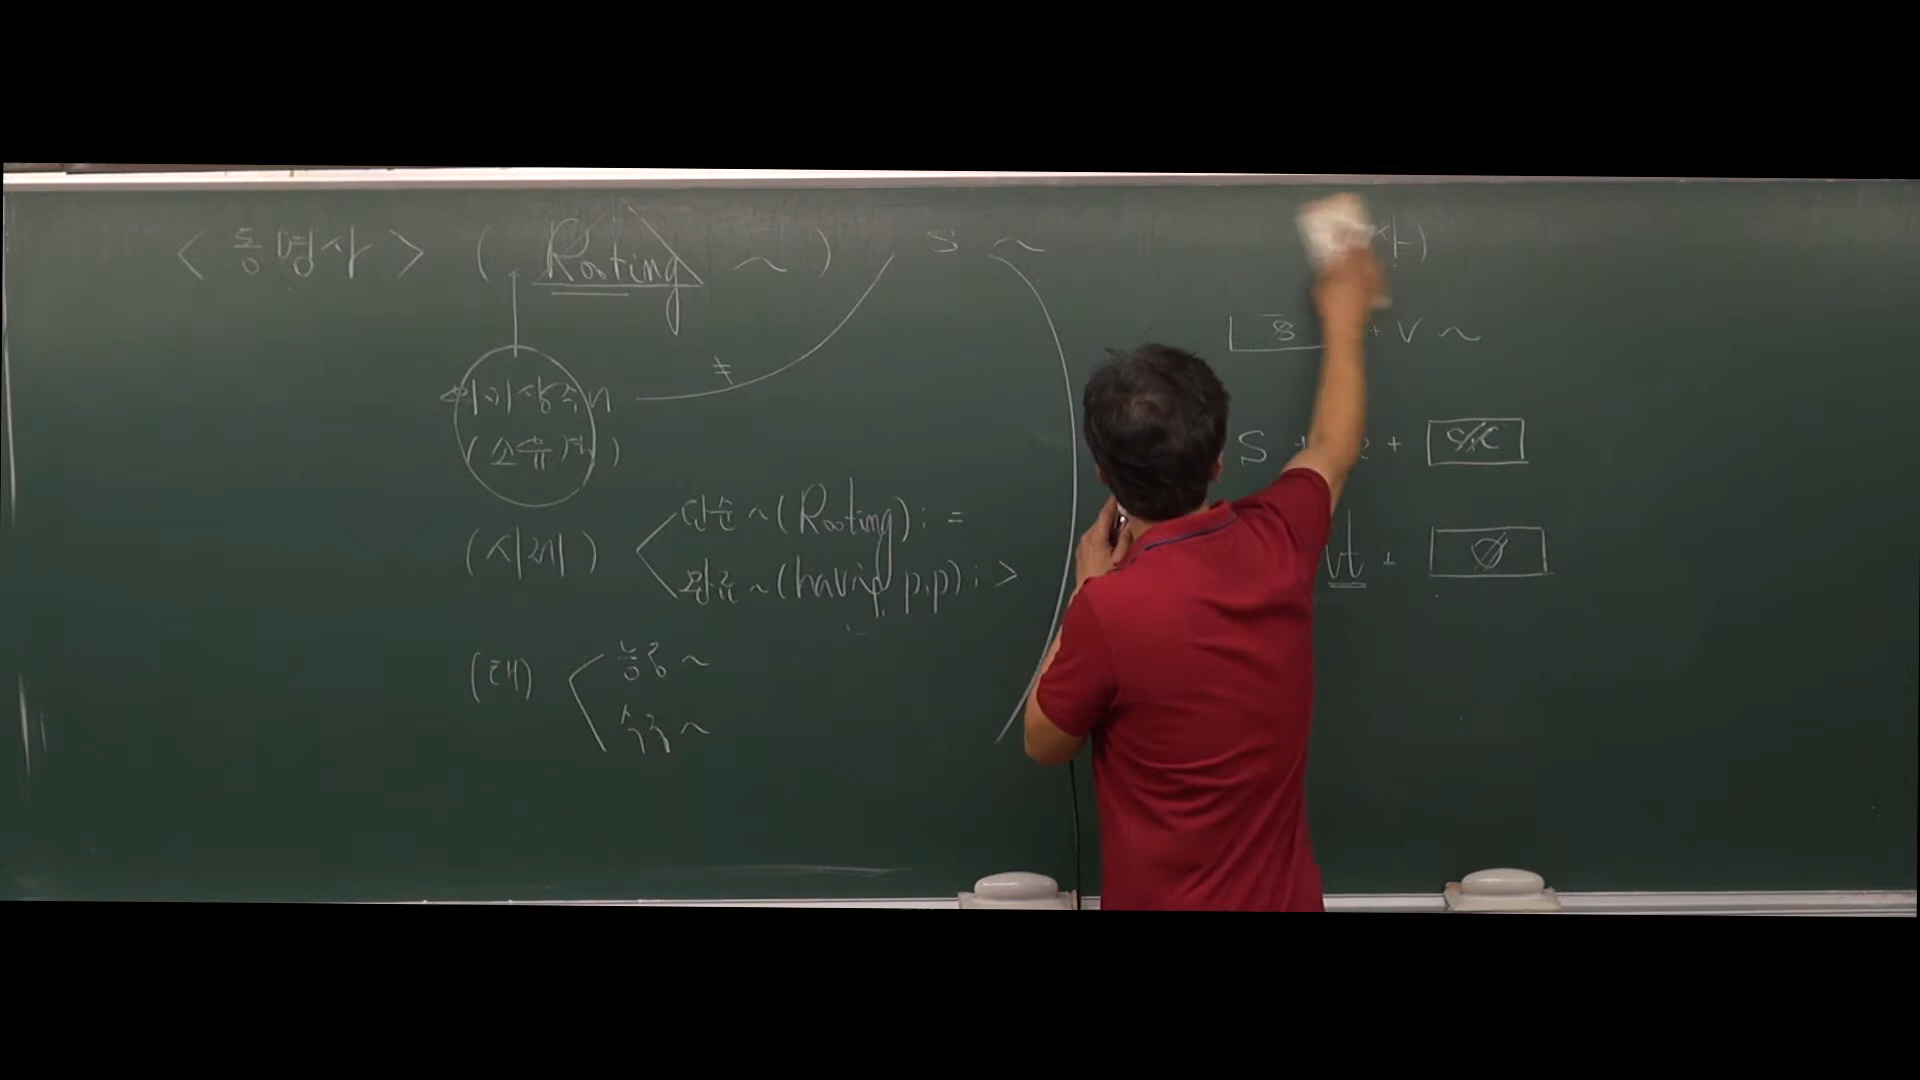 <동명사> (Rooting ~) S ~
의미상주어
(소유격)
≠
(시제)
단순 ~ (Rooting) : =
완료 ~ (having p.p) : >
(태)
능동 ~
수동 ~
사)
S + V ~
S + + S.C
Vt + O